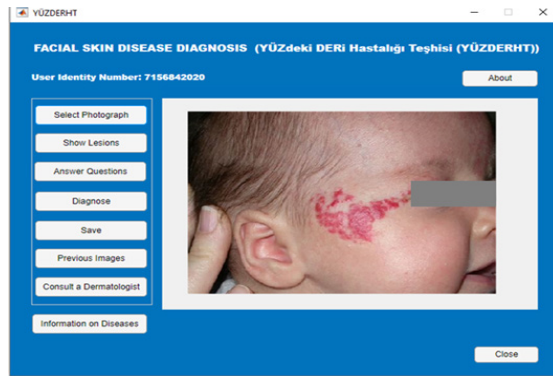 YÜZDERHT
FACIAL SKIN DISEASE DIAGNOSIS (YÜZdeki DERi Hastalığı Teşhisi (YÜZDERHT))
User Identity Number: 7156842020
About
Select Photograph
Show Lesions
Answer Questions
Diagnose
Save
Previous Images
Consult a Dermatologist
Information on Diseases
Close